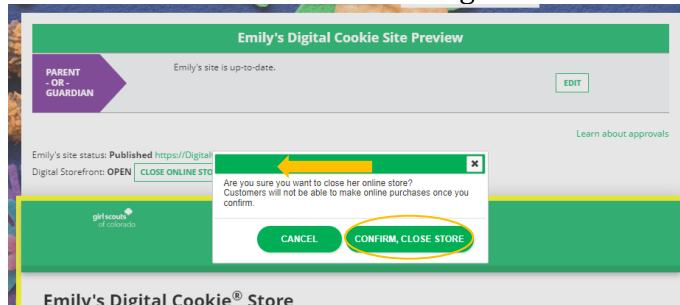 Emily's Digital Cookie Site Preview
PARENT
- OR -
GUARDIAN
Emily's site is up-to-date.
EDIT
Learn about approvals
Emily's site status: Published https://Digital
Digital Storefront: OPEN CLOSE ONLINE STO
Are you sure you want to close her online store?
Customers will not be able to make online purchases once you
confirm.
CANCEL
CONFIRM, CLOSE STORE
girl scouts
of colorado
Emily's Digital Cookie® Store